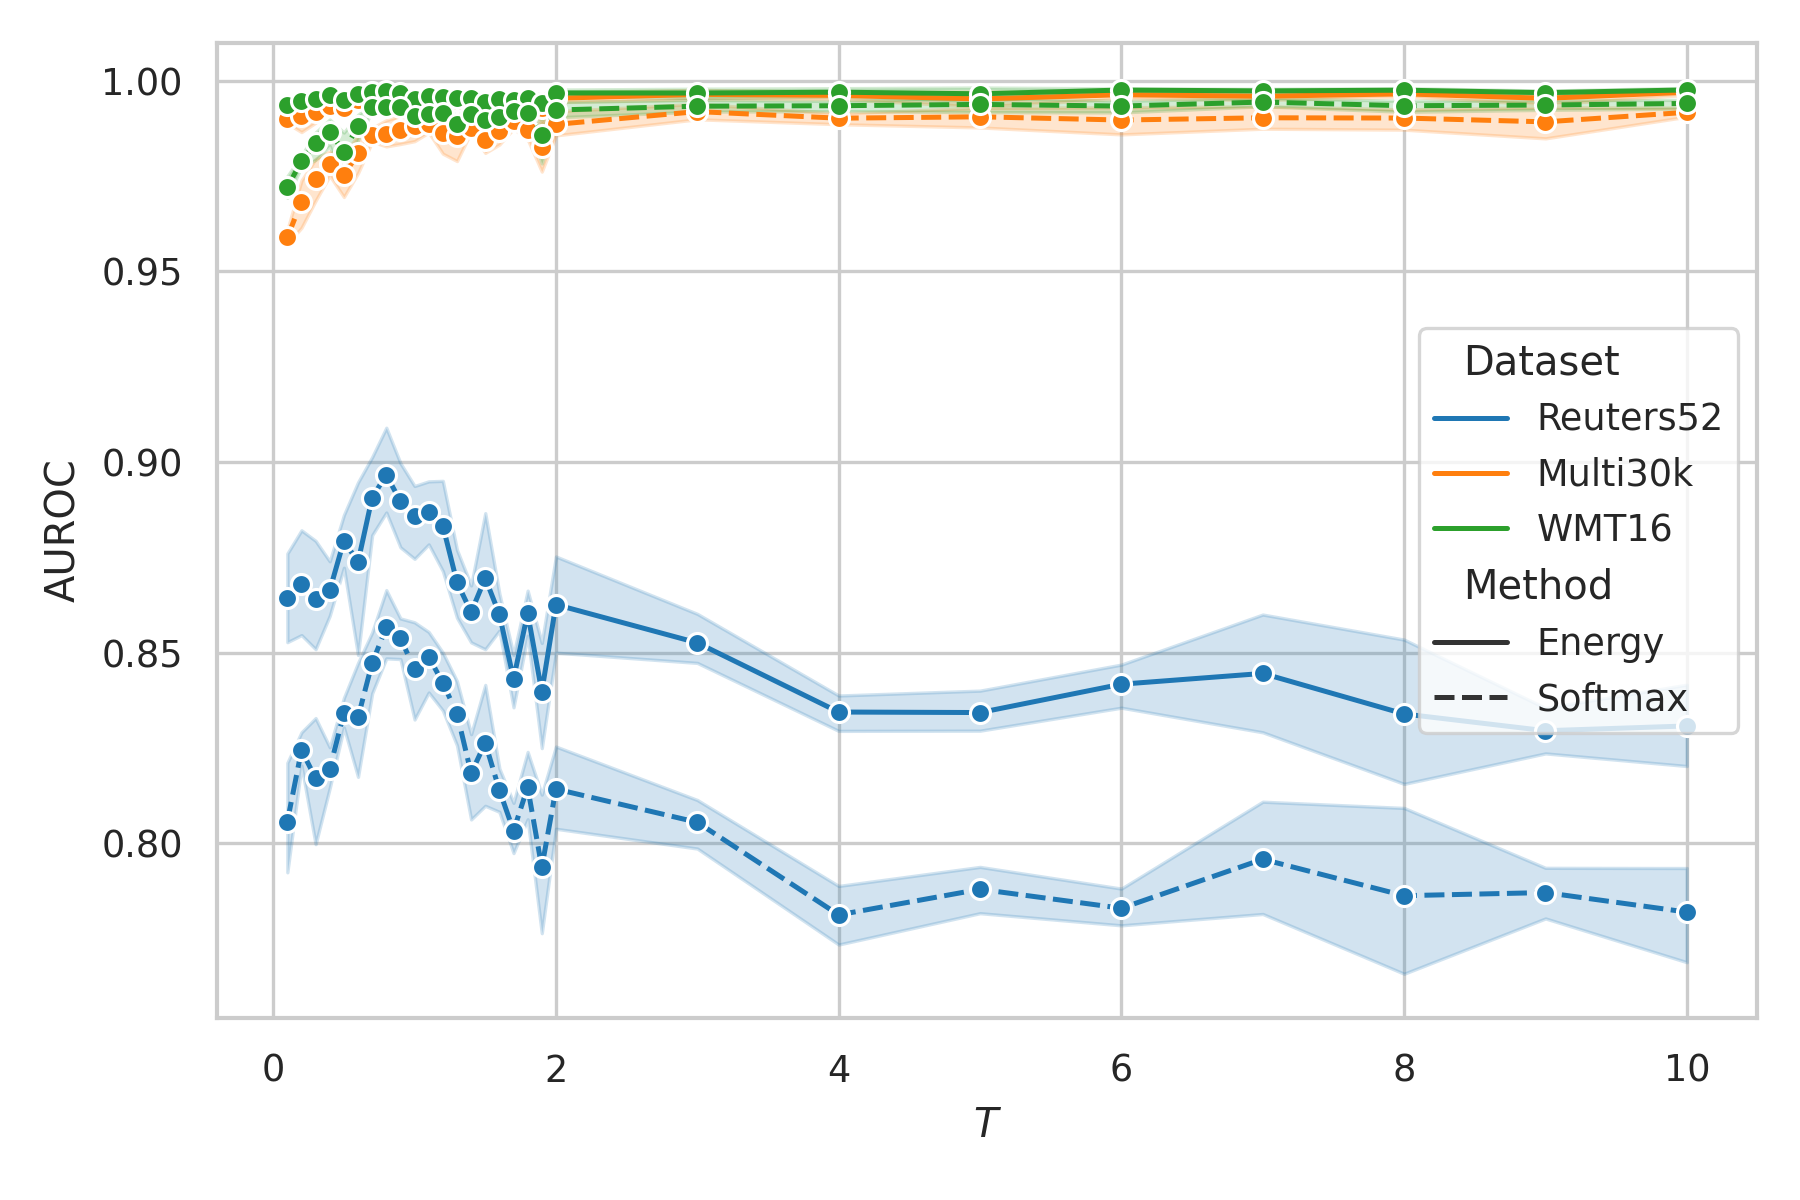 1.00
0.95
0.90
0.85
0.80
AUROC
0
2
4
6
8
10
T
Dataset
Reuters52
Multi30k
WMT16
Method
Energy
Softmax